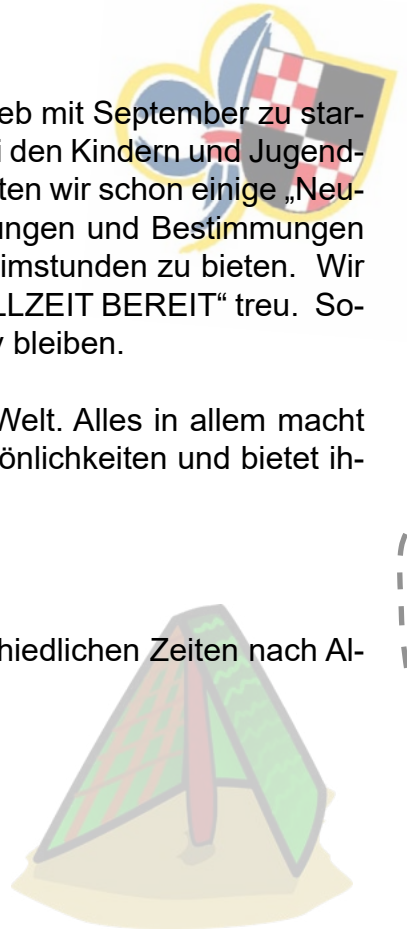 eb mit September zu star-
i den Kindern und Jugend-
ten wir schon einige „Neu-
ungen und Bestimmungen
imstunden zu bieten. Wir
LLZEIT BEREIT“ treu. So-
bleiben.
Welt. Alles in allem macht
önlichkeiten und bietet ih-
hiedlichen Zeiten nach Al-